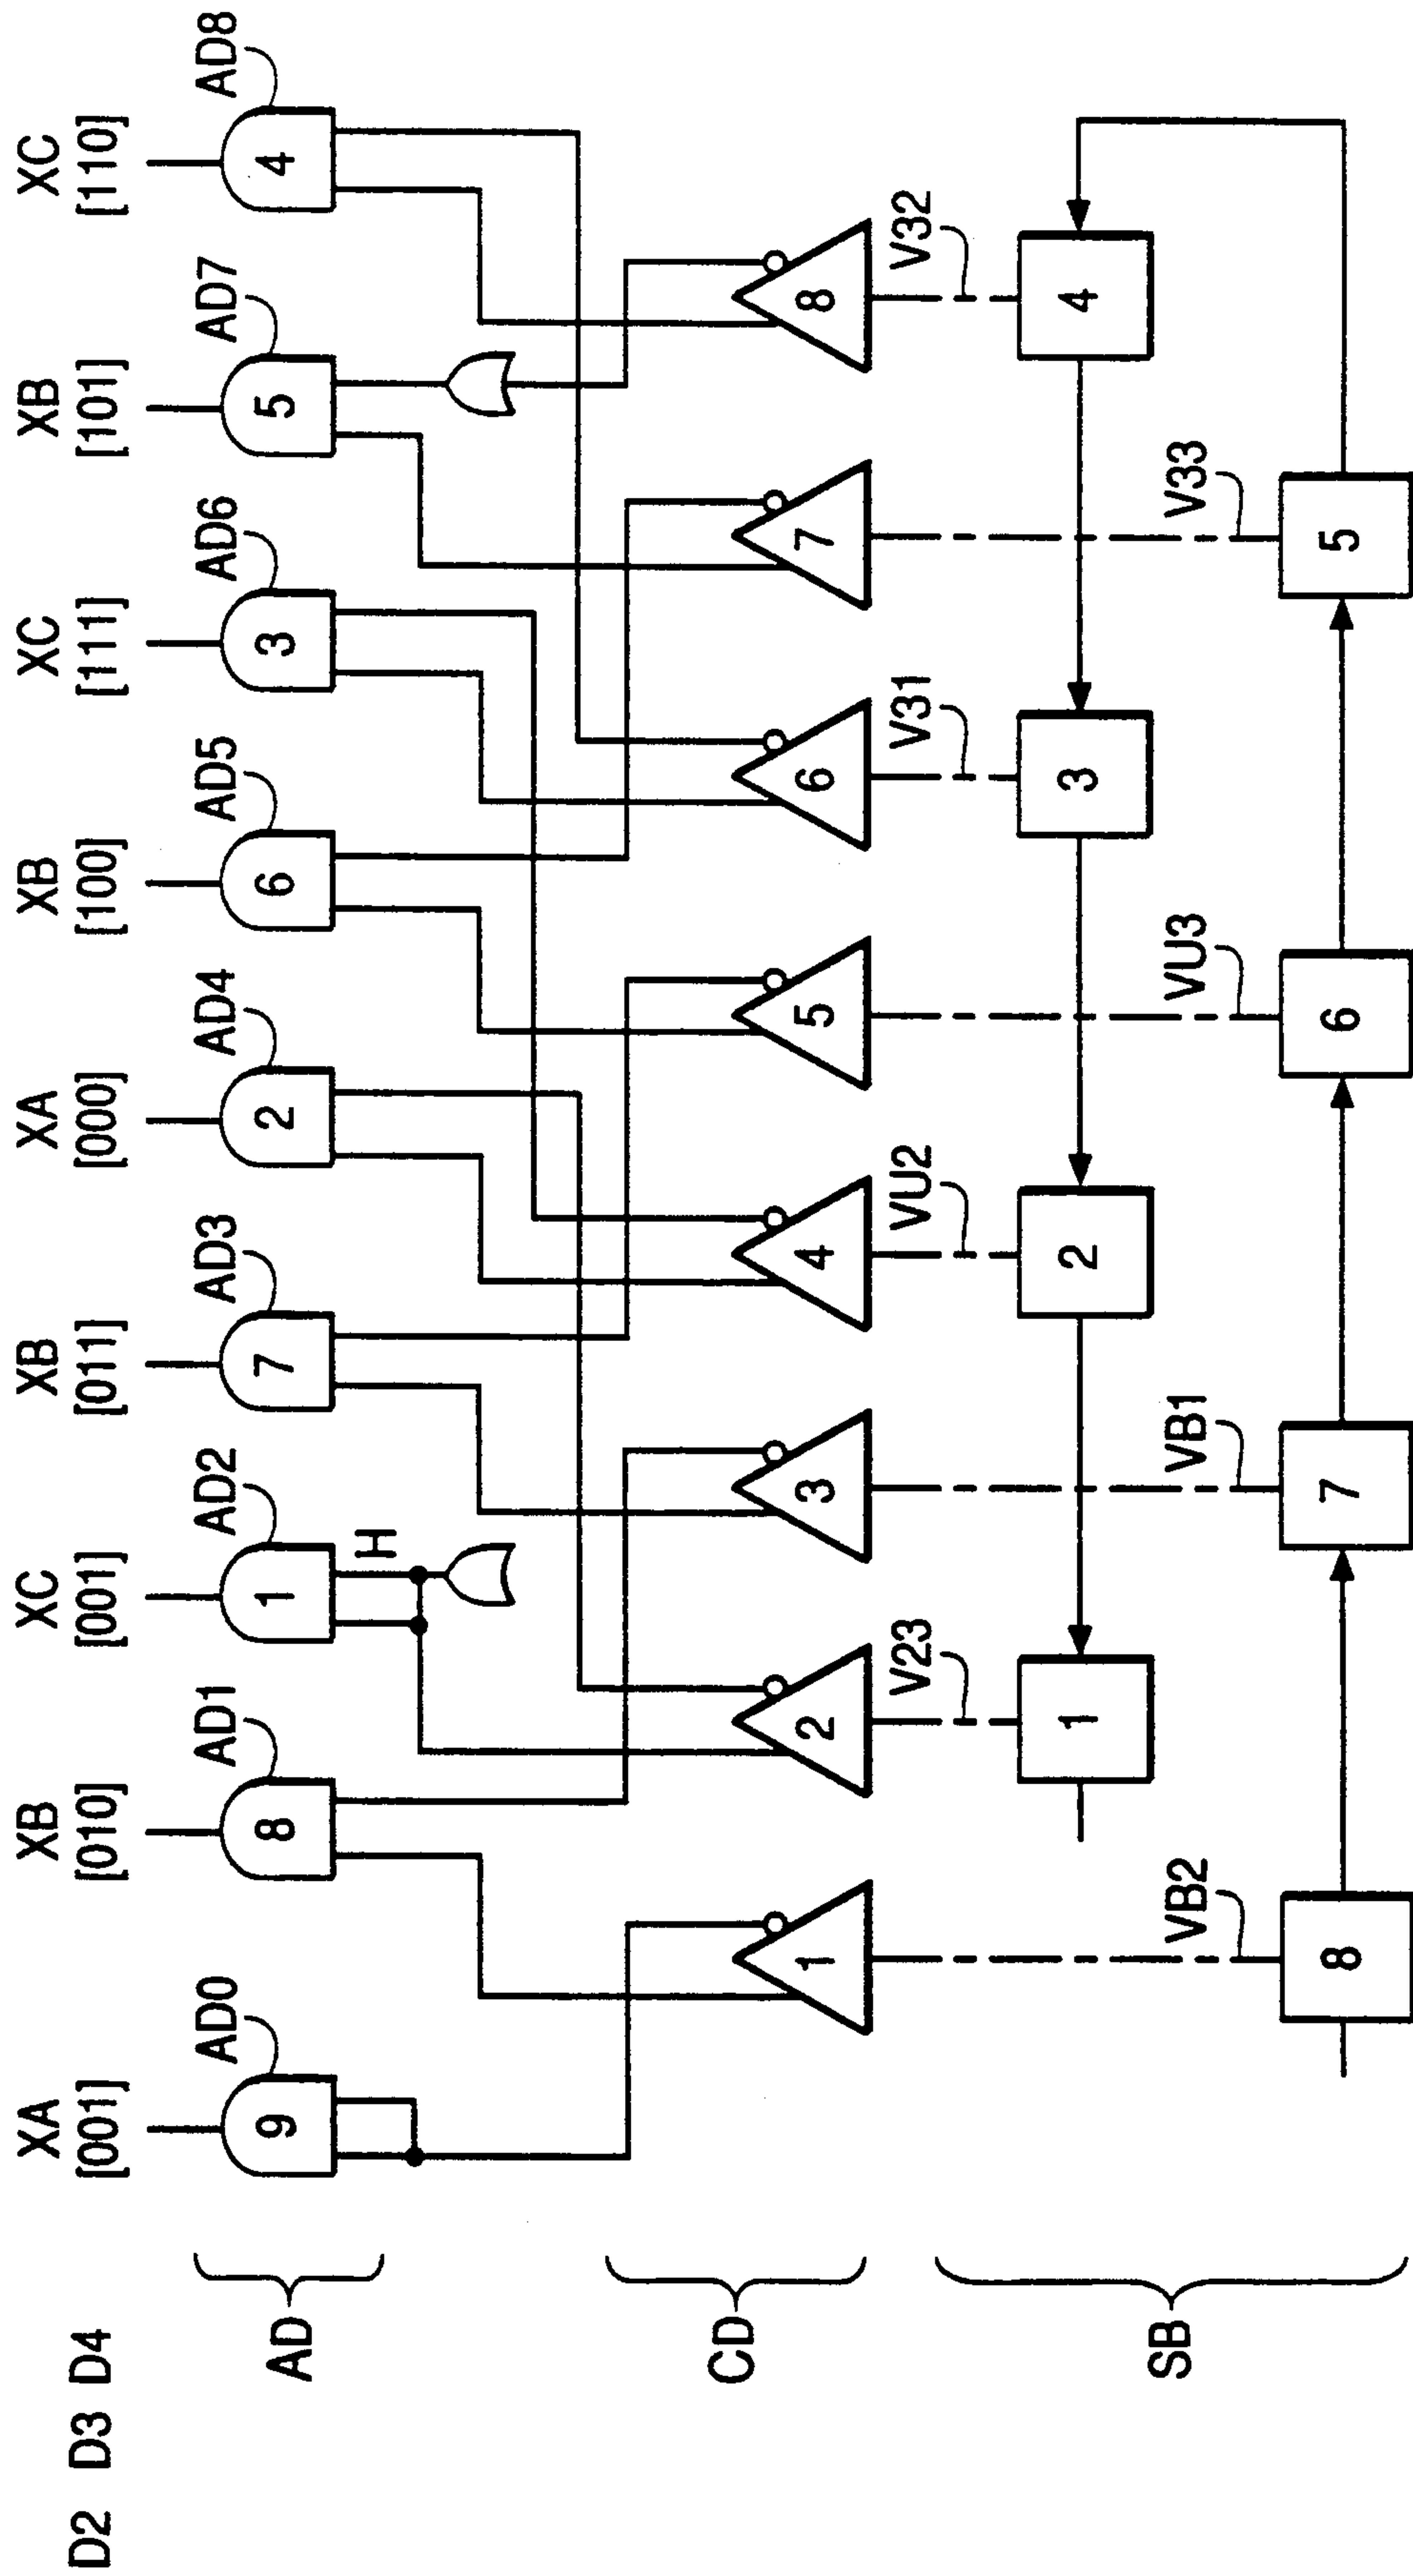 D2 D3 D4
XA XB XC XB XA XB XC XB XC
[001] [010] [001] [011] [000] [100] [111] [101] [110]
AD0 AD1 AD2 AD3 AD4 AD5 AD6 AD7 AD8
AD
9 8 1 7 2 6 3 5 4
H
CD
1 2 3 4 5 6 7 8
V23 VU2 V31 V32
1 2 3 4
SB
VB2 VB1 VU3 V33
8 7 6 5